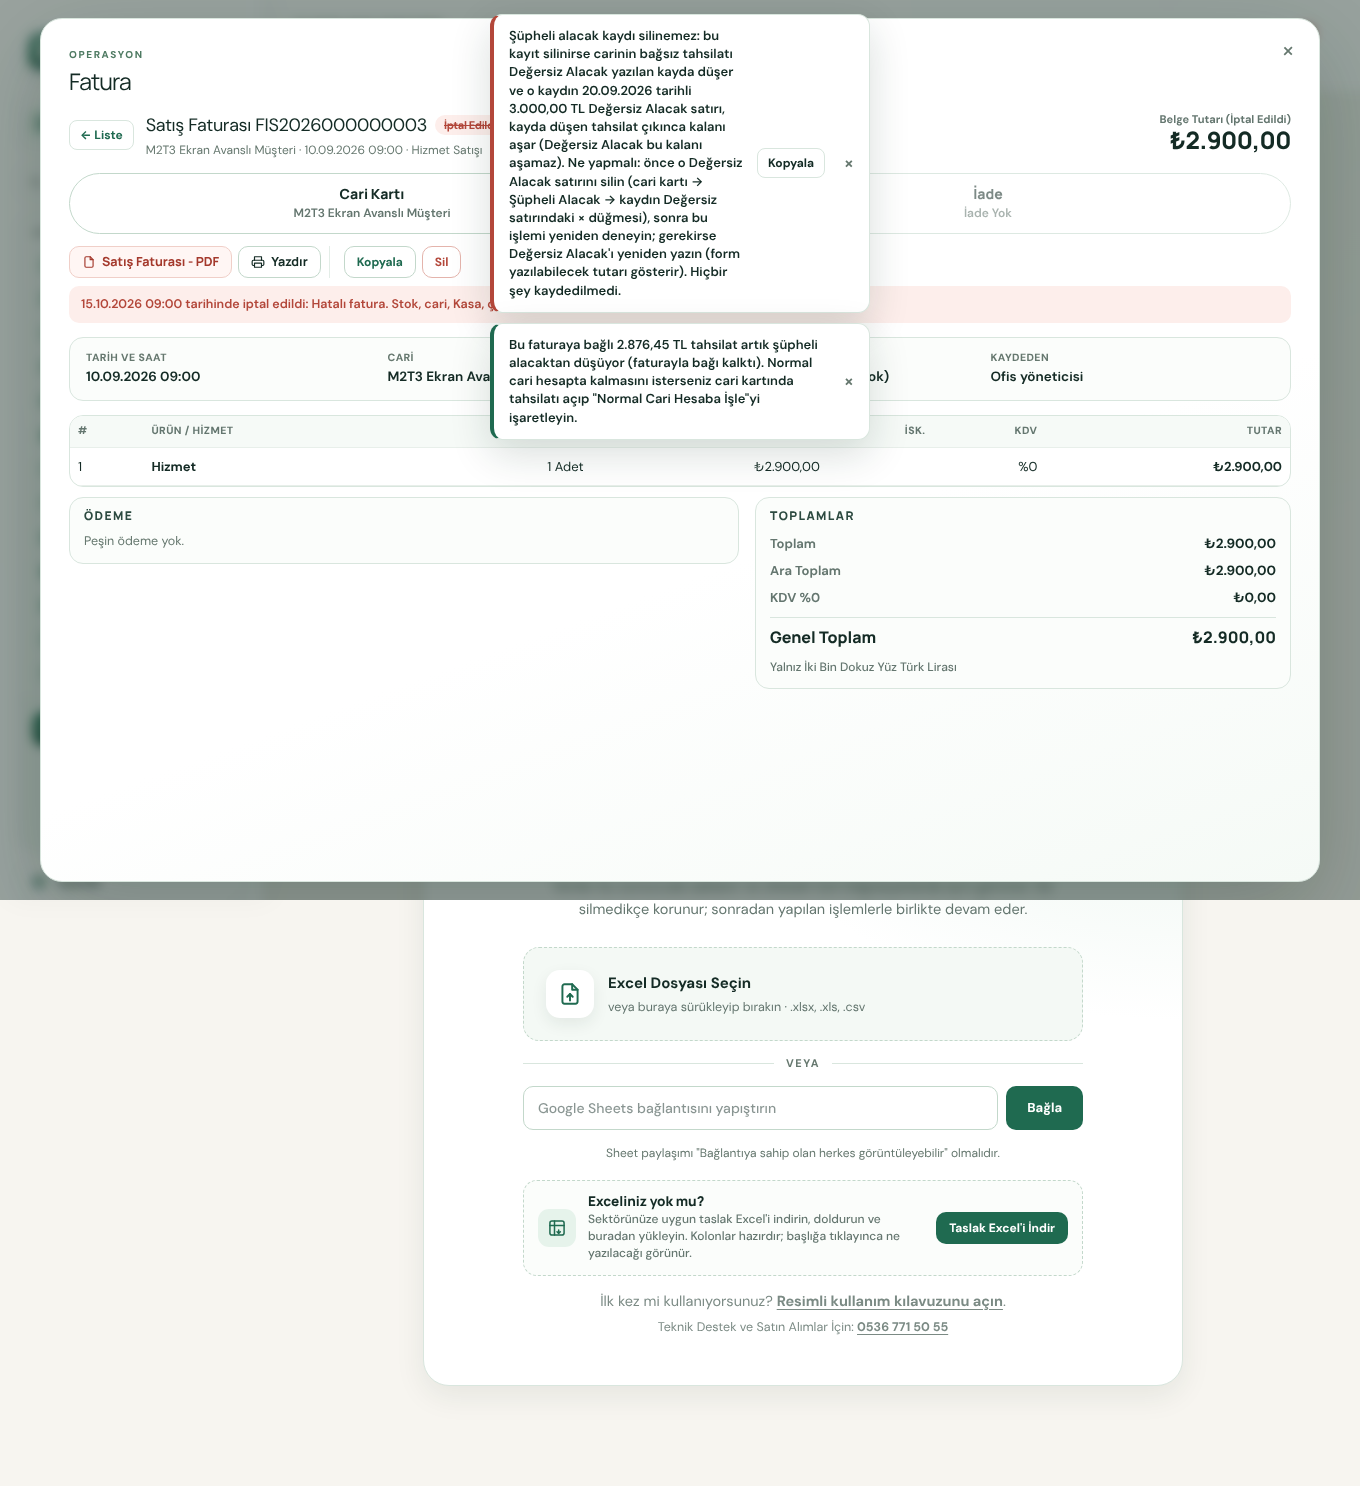 OPERASYON
Fatura
×
← Liste
Satış Faturası FIS2026000000003
İptal Edild
M2T3 Ekran Avanslı Müşteri · 10.09.2026 09:00 · Hizmet Satışı
Belge Tutarı (İptal Edildi)
₺2.900,00
Cari Kartı
M2T3 Ekran Avanslı Müşteri
İade
İade Yok
Satış Faturası - PDF
Yazdır
Kopyala
Sil
15.10.2026 09:00 tarihinde iptal edildi: Hatalı fatura. Stok, cari, Kasa,
Şüpheli alacak kaydı silinemez: bu
kayıt silinirse carinin bağsız tahsilatı
Değersiz Alacak yazılan kayda düşer
ve o kaydın 20.09.2026 tarihli
3.000,00 TL Değersiz Alacak satırı,
kayda düşen tahsilat çıkınca kalanı
aşar (Değersiz Alacak bu kalanı
aşamaz). Ne yapmalı: önce o Değersiz
Alacak satırını silin (cari kartı →
Şüpheli Alacak → kaydın Değersiz
satırındaki × düğmesi), sonra bu
işlemi yeniden deneyin; gerekirse
Değersiz Alacak'ı yeniden yazın (form
yazılabilecek tutarı gösterir). Hiçbir
şey kaydedilmedi.
Kopyala
×
Bu faturaya bağlı 2.876,45 TL tahsilat artık şüpheli
alacaktan düşüyor (faturayla bağı kalktı). Normal
cari hesapta kalmasını isterseniz cari kartında
tahsilatı açıp "Normal Cari Hesaba İşle"yi
işaretleyin.
×
TARİH VE SAAT
10.09.2026 09:00
CARİ
M2T3 Ekran Ava
ok)
KAYDEDEN
Ofis yöneticisi
# ÜRÜN / HİZMET İSK. KDV TUTAR
1 Hizmet 1 Adet ₺2.900,00 %0 ₺2.900,00
ÖDEME
Peşin ödeme yok.
TOPLAMLAR
Toplam ₺2.900,00
Ara Toplam ₺2.900,00
KDV %0 ₺0,00
Genel Toplam ₺2.900,00
Yalnız İki Bin Dokuz Yüz Türk Lirası
silmedikçe korunur; sonradan yapılan işlemlerle birlikte devam eder.
Excel Dosyası Seçin
veya buraya sürükleyip bırakın · .xlsx, .xls, .csv
VEYA
Google Sheets bağlantısını yapıştırın
Bağla
Sheet paylaşımı "Bağlantıya sahip olan herkes görüntüleyebilir" olmalıdır.
Exceliniz yok mu?
Sektörünüze uygun taslak Excel'i indirin, doldurun ve
buradan yükleyin. Kolonlar hazırdır; başlığa tıklayınca ne
yazılacağı görünür.
Taslak Excel'i İndir
İlk kez mi kullanıyorsunuz? Resimli kullanım kılavuzunu açın.
Teknik Destek ve Satın Alımlar İçin: 0536 771 50 55